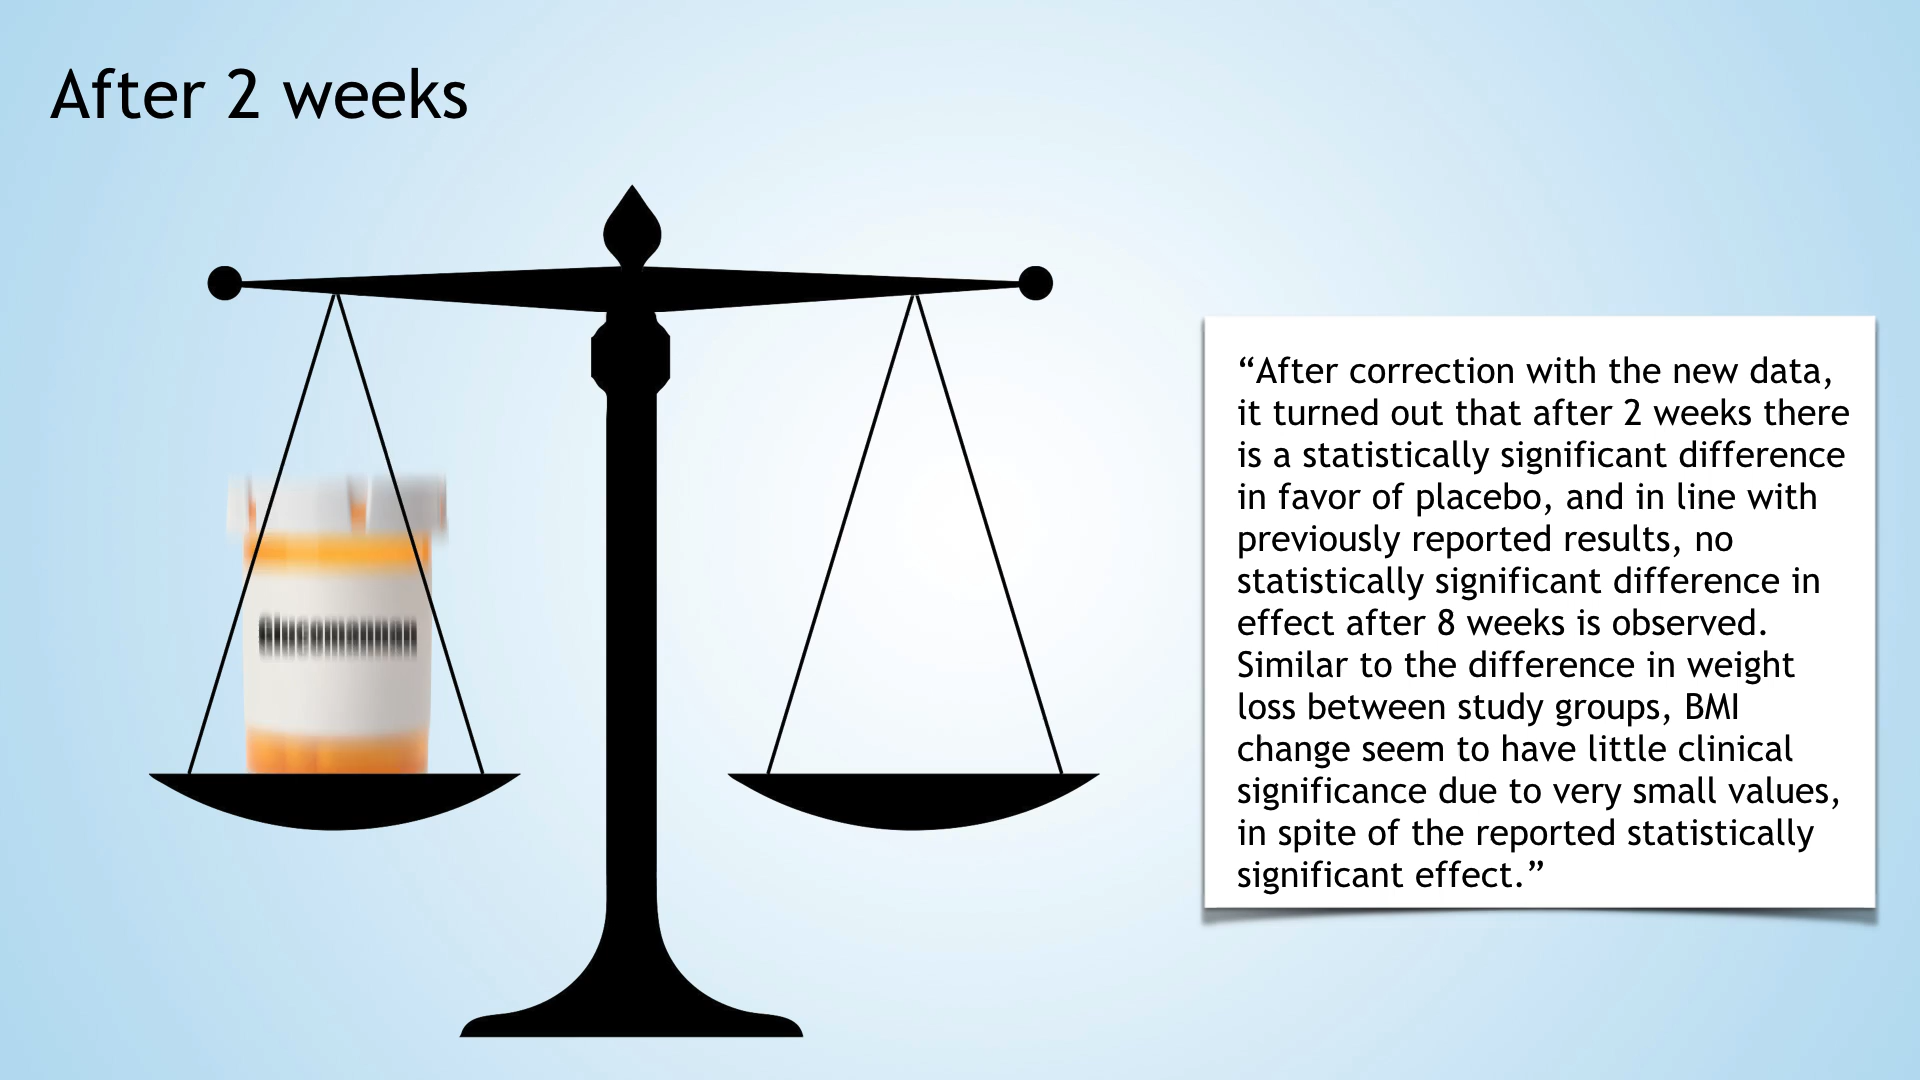 After 2 weeks
“After correction with the new data,
it turned out that after 2 weeks there
is a statistically significant difference
in favor of placebo, and in line with
previously reported results, no
statistically significant difference in
effect after 8 weeks is observed.
Similar to the difference in weight
loss between study groups, BMI
change seem to have little clinical
significance due to very small values,
in spite of the reported statistically
significant effect.”